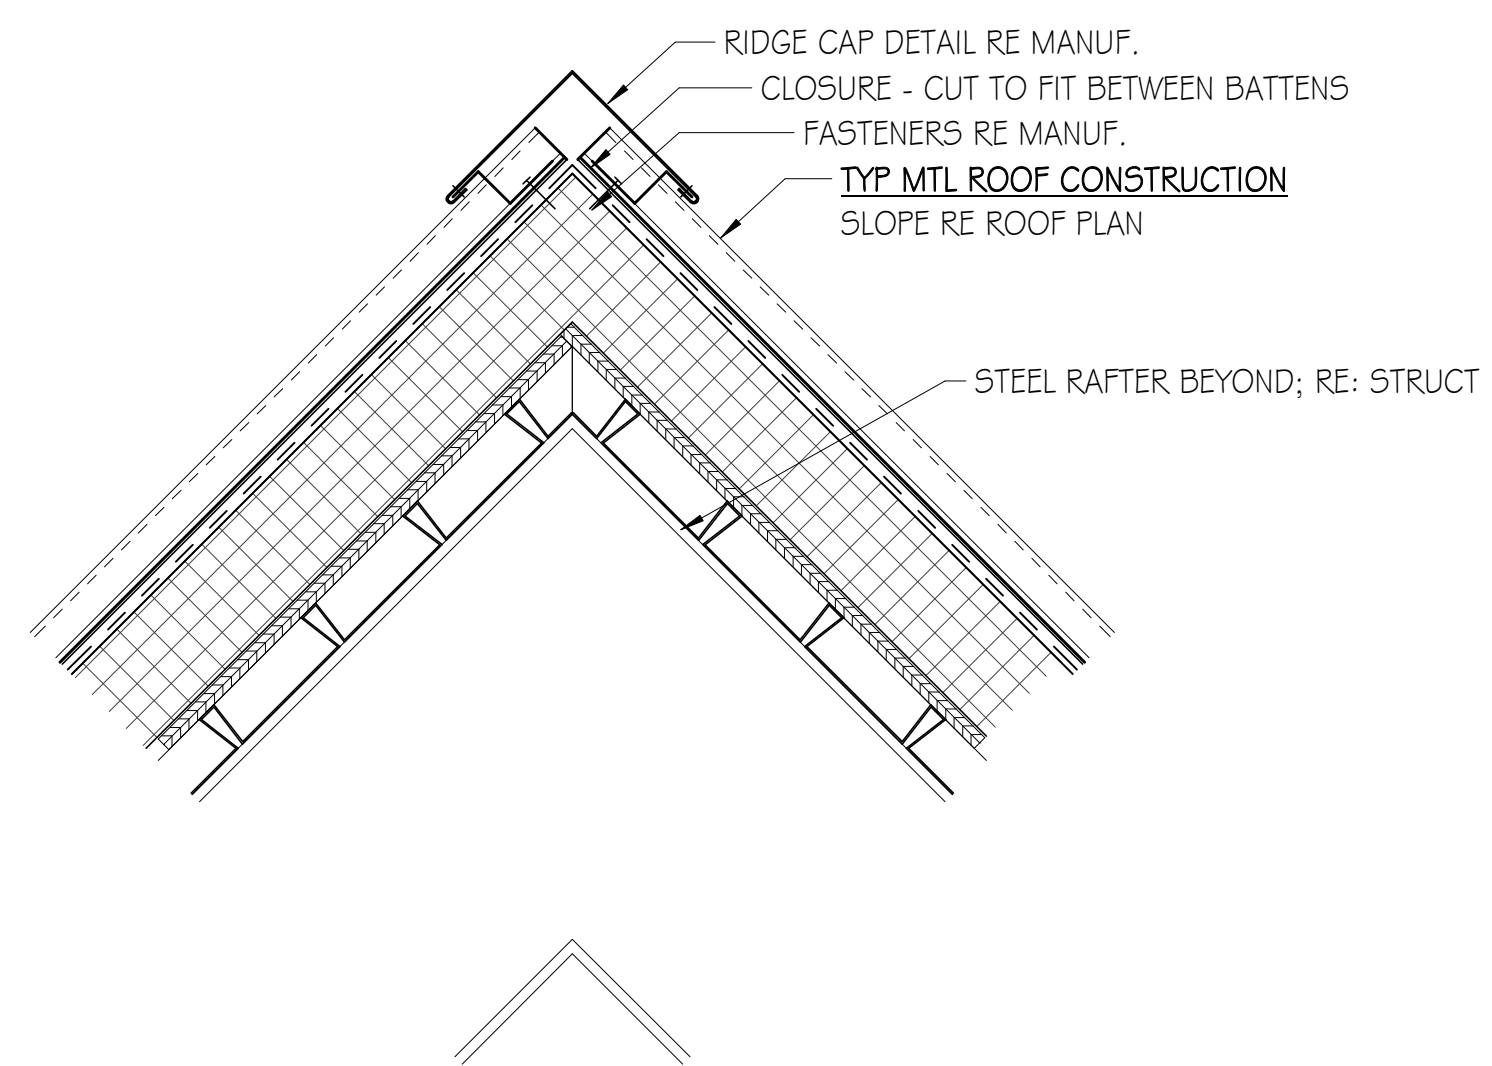 RIDGE CAP DETAIL RE MANUF.
CLOSURE - CUT TO FIT BETWEEN BATTENS
FASTENERS RE MANUF.
TYP MTL ROOF CONSTRUCTION
SLOPE RE ROOF PLAN
STEEL RAFTER BEYOND; RE: STRUCT